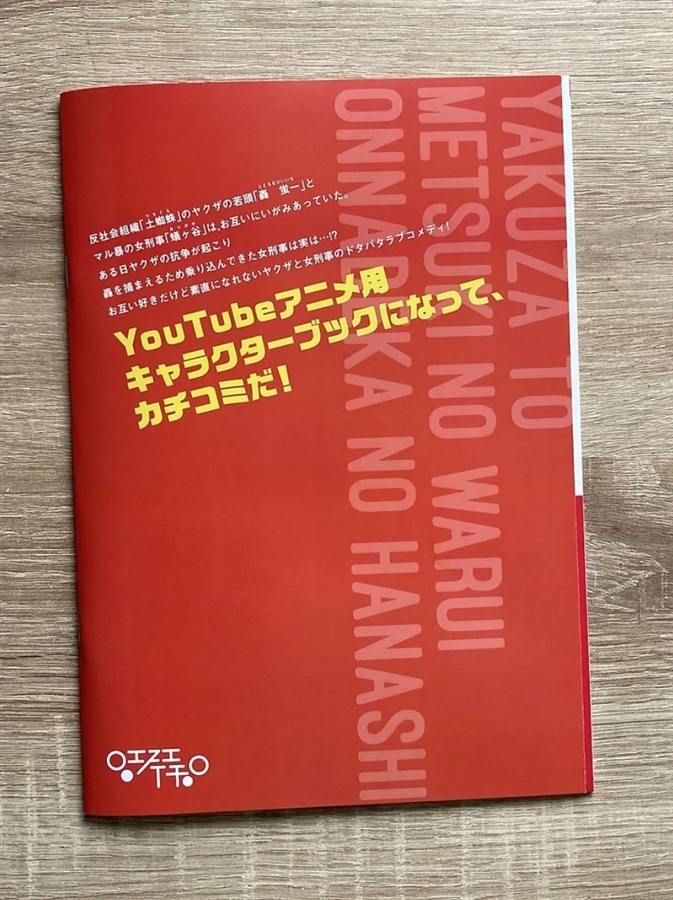 反社会組織「土蜘蛛」のヤクザの若頭「轟 蛍一」と
マル暴の女刑事「蟻ヶ谷」は、お互いにいがみあっていた。
ある日ヤクザの抗争が起こり
轟を捕まえるため乗り込んできた女刑事は実は…!?
お互い好きだけど素直になれないヤクザと女刑事のドタバタラブコメディ!
YouTubeアニメ用
キャラクターブックになって、
カチコミだ!
YAKUZA TO
METSUKI NO WARUI
ONNADEKA NO HANASHI